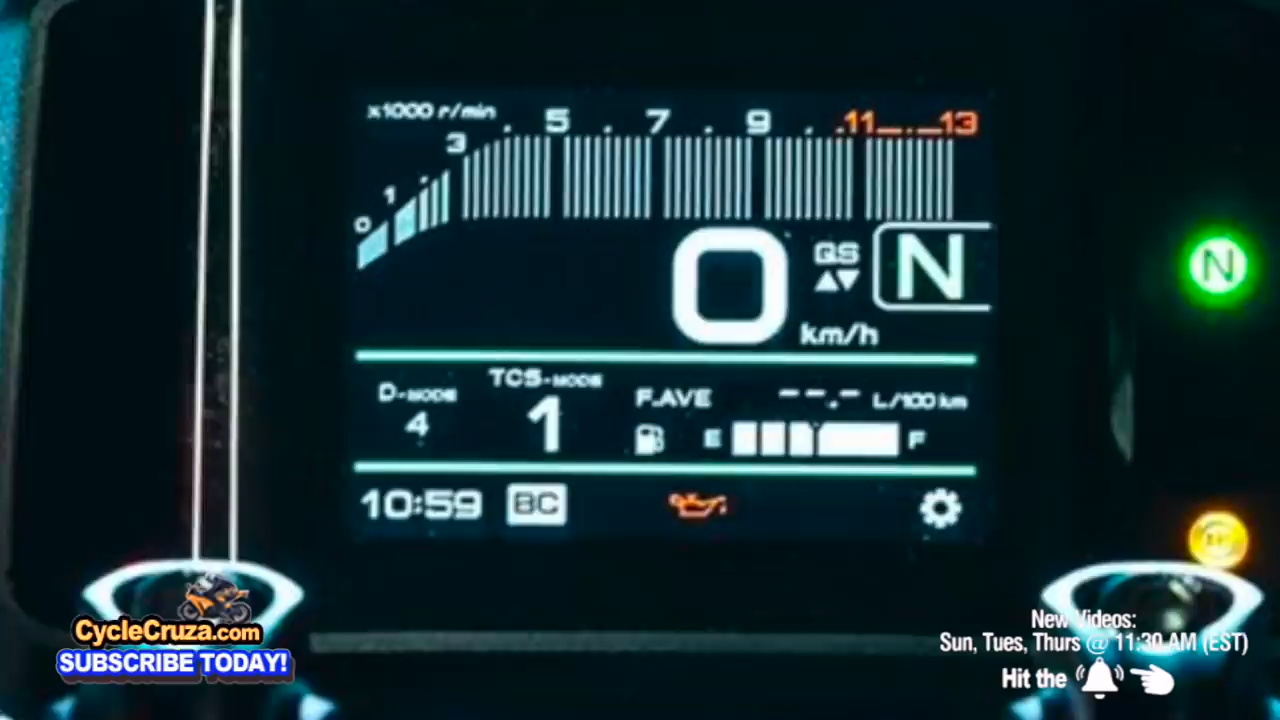 x1000 r/min
0 1 3 5 7 9 11 13
0 km/h
QS
N
N
D-MODE
4
TCS-MODE
1
F.AVE --.- L/100 km
E F
10:59 BC
CycleCruza.com
SUBSCRIBE TODAY!
New Videos:
Sun, Tues, Thurs @ 11:30 AM (EST)
Hit the